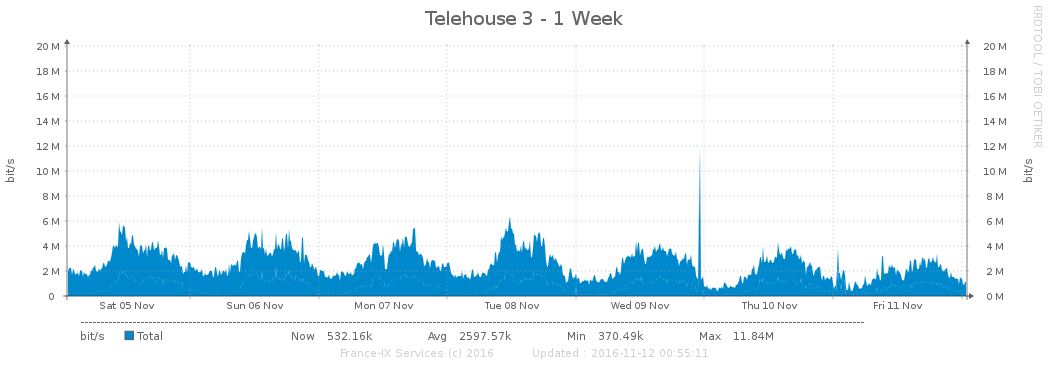 Telehouse 3 - 1 Week
RRDTOOL / TOBI OETIKER
bit/s
20 M
18 M
16 M
14 M
12 M
10 M
8 M
6 M
4 M
2 M
0
20 M
18 M
16 M
14 M
12 M
10 M
8 M
6 M
4 M
2 M
0 M
bit/s
Sat 05 Nov Sun 06 Nov Mon 07 Nov Tue 08 Nov Wed 09 Nov Thu 10 Nov Fri 11 Nov
bit/s Total Now 532.16k Avg 2597.57k Min 370.49k Max 11.84M
France-IX Services (c) 2016 Updated : 2016-11-12 00:55:11